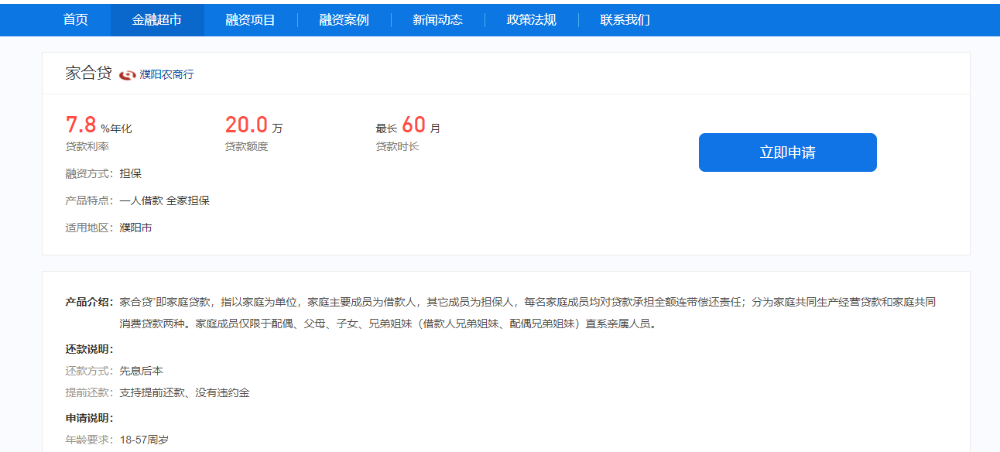 首页 金融超市 融资项目 融资案例 新闻动态 政策法规 联系我们
家合贷 濮阳农商行
7.8 %年化 20.0 万 最长 60 月
贷款利率 贷款额度 贷款时长
立即申请
融资方式： 担保
产品特点： 一人借款 全家担保
适用地区： 濮阳市
产品介绍： 家合贷”即家庭贷款，指以家庭为单位，家庭主要成员为借款人，其它成员为担保人，每名家庭成员均对贷款承担全额连带偿还责任；分为家庭共同生产经营贷款和家庭共同
消费贷款两种。家庭成员仅限于配偶、父母、子女、兄弟姐妹（借款人兄弟姐妹、配偶兄弟姐妹）直系亲属人员。
还款说明：
还款方式： 先息后本
提前还款： 支持提前还款、没有违约金
申请说明：
年龄要求： 18-57周岁